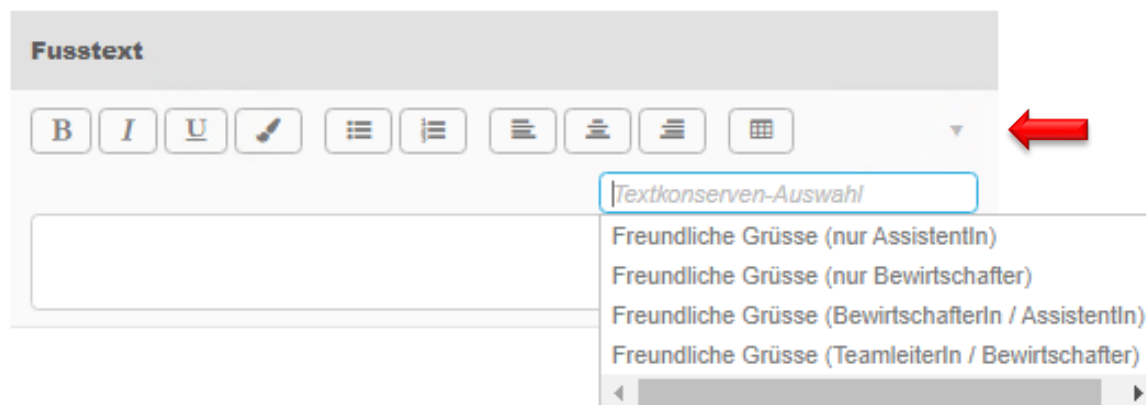 Fusstext
B I U
Textkonserven-Auswahl
Freundliche Grüsse (nur AssistentIn)
Freundliche Grüsse (nur Bewirtschafter)
Freundliche Grüsse (BewirtschafterIn / AssistentIn)
Freundliche Grüsse (TeamleiterIn / Bewirtschafter)